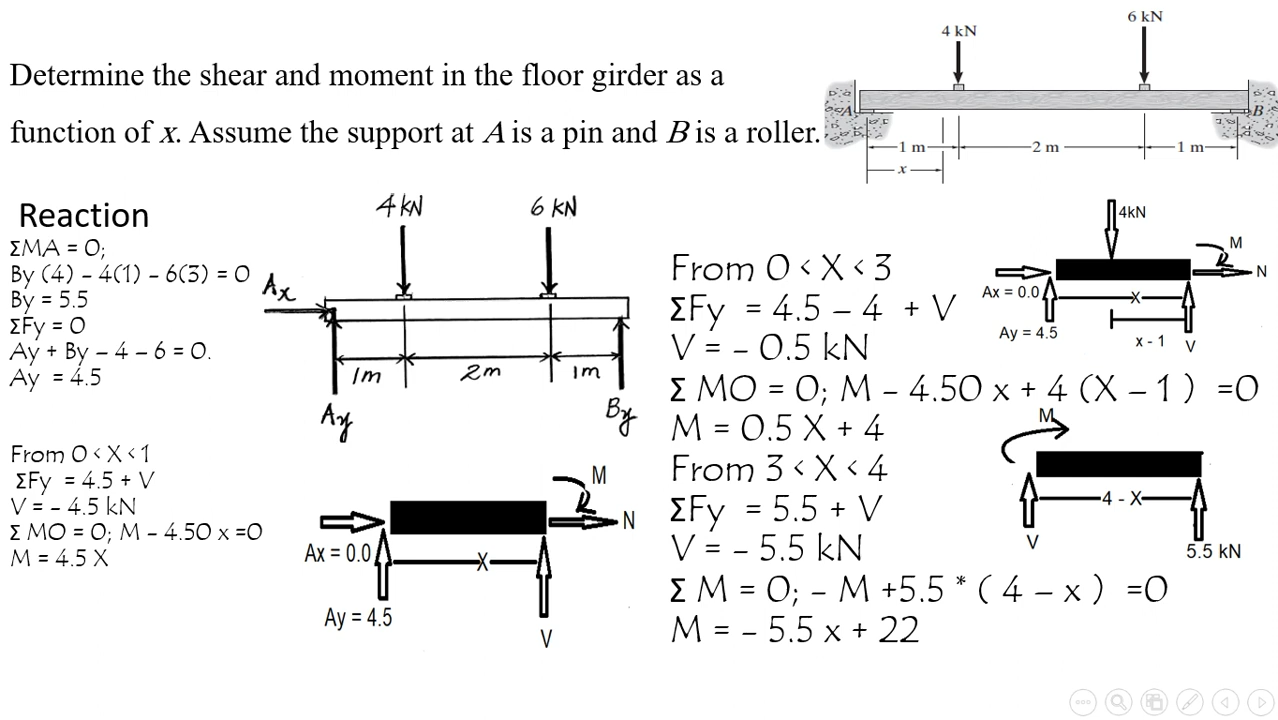 Determine the shear and moment in the floor girder as a
function of x. Assume the support at A is a pin and B is a roller.
4 kN
6 kN
A
B
1 m
2 m
1 m
x
Reaction
ΣMA = 0;
By (4) – 4(1) – 6(3) = 0
By = 5.5
ΣFy = 0
Ay + By – 4 – 6 = 0.
Ay = 4.5
4 KN
6 KN
Ax
1m
2m
1m
Ay
By
From 0 < X < 1
ΣFy = 4.5 + V
V = – 4.5 kN
Σ MO = 0; M – 4.50 x =0
M = 4.5 X
M
N
Ax = 0.0
X
Ay = 4.5
V
From 0 < X < 3
ΣFy = 4.5 – 4 + V
V = – 0.5 kN
Σ MO = 0; M – 4.50 x + 4 (X – 1 ) =0
M = 0.5 X + 4
4kN
M
N
Ax = 0.0
X
Ay = 4.5
x - 1
V
From 3 < X < 4
ΣFy = 5.5 + V
V = – 5.5 kN
Σ M = 0; – M +5.5 * ( 4 – x ) =0
M = – 5.5 x + 22
M
4 - X
V
5.5 kN